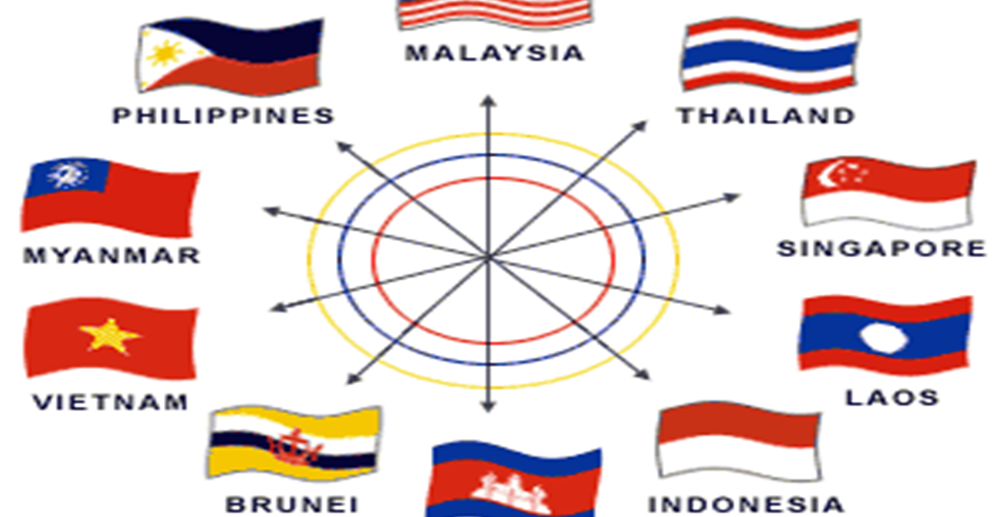 MALAYSIA
PHILIPPINES
THAILAND
MYANMAR
SINGAPORE
VIETNAM
LAOS
BRUNEI
INDONESIA